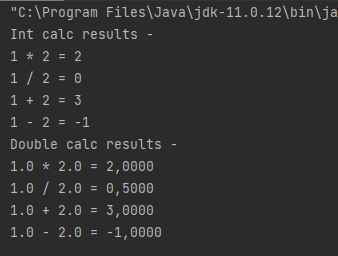 "C:\Program Files\Java\jdk-11.0.12\bin\ja
Int calc results -
1 * 2 = 2
1 / 2 = 0
1 + 2 = 3
1 - 2 = -1
Double calc results -
1.0 * 2.0 = 2,0000
1.0 / 2.0 = 0,5000
1.0 + 2.0 = 3,0000
1.0 - 2.0 = -1,0000